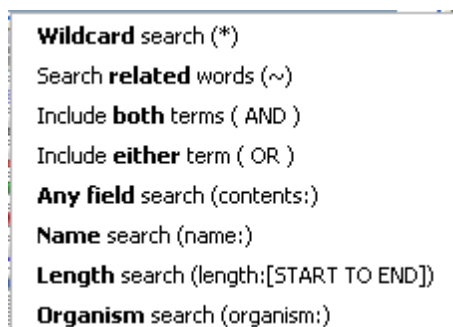 Wildcard search (*)
Search related words (~)
Include both terms ( AND )
Include either term ( OR )
Any field search (contents:)
Name search (name:)
Length search (length:[START TO END])
Organism search (organism:)